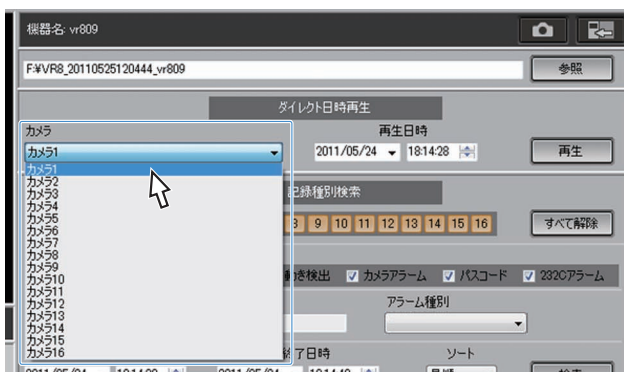 機器名: vr809
F:¥VR8_20110525120444_vr809 参照
ダイレクト日時再生
カメラ 再生日時
カメラ1 2011/05/24 18:14:28 再生
カメラ1
カメラ2
カメラ3
カメラ4
カメラ5
カメラ6
カメラ7
カメラ8
カメラ9
カメラ10
カメラ11
カメラ12
カメラ13
カメラ14
カメラ15
カメラ16
記録種別検索
8 9 10 11 12 13 14 15 16 すべて解除
動き検出 カメラアラーム パスコード 232Cアラーム
アラーム種別
終了日時 ソート